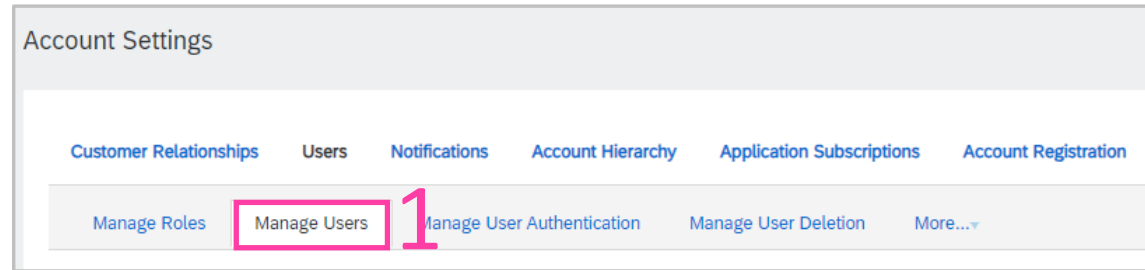 Account Settings
Customer Relationships Users Notifications Account Hierarchy Application Subscriptions Account Registration
Manage Roles Manage Users 1 Manage User Authentication Manage User Deletion More...